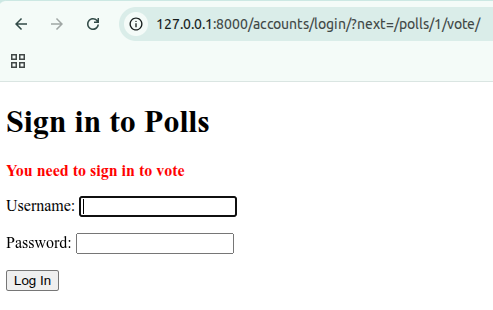 127.0.0.1:8000/accounts/login/?next=/polls/1/vote/
Sign in to Polls
You need to sign in to vote
Username:
Password:
Log In